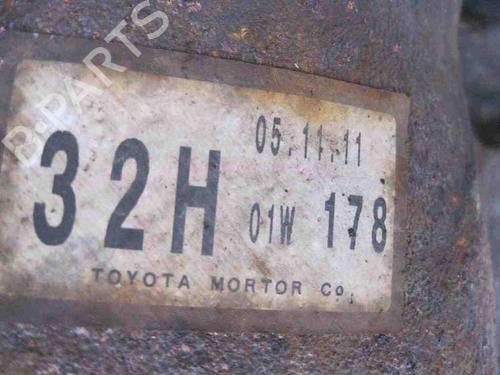 B-PARTS
05.11.11
32H 01W 178
TOYOTA MORTOR Co.